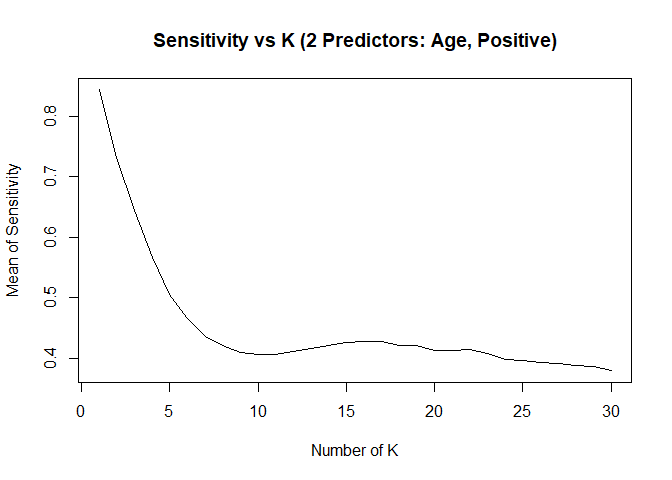 Sensitivity vs K (2 Predictors: Age, Positive)
Mean of Sensitivity
0.8
0.7
0.6
0.5
0.4
0 5 10 15 20 25 30
Number of K